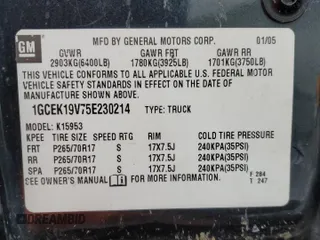 MFD BY GENERAL MOTORS CORP. 01/05
GM
GVWR GAWR FRT GAWR RR
2903KG(6400LB) 1780KG(3925LB) 1701KG(3750LB)
THIS VEHICLE CONFORMS TO ALL APPLICABLE
U.S. FEDERAL MOTOR
VEHICLE SAFETY STANDARDS IN EFFECT ON THE DATE
OF MANUFACTURE SHOWN ABOVE.
1GCEK19V75E230214 TYPE: TRUCK
MODEL: K15953
KPEE TIRE SIZE SPEED RTG RIM COLD TIRE PRESSURE
FRT P265/70R17 S 17X7.5J 240KPA(35PSI)
RR P265/70R17 S 17X7.5J 240KPA(35PSI)
SPA P265/70R17 S 17X7.5J 240KPA(35PSI)
SEE OWNER'S MANUAL FOR MORE INFORMATION
F 284
T 247
DREAMBID